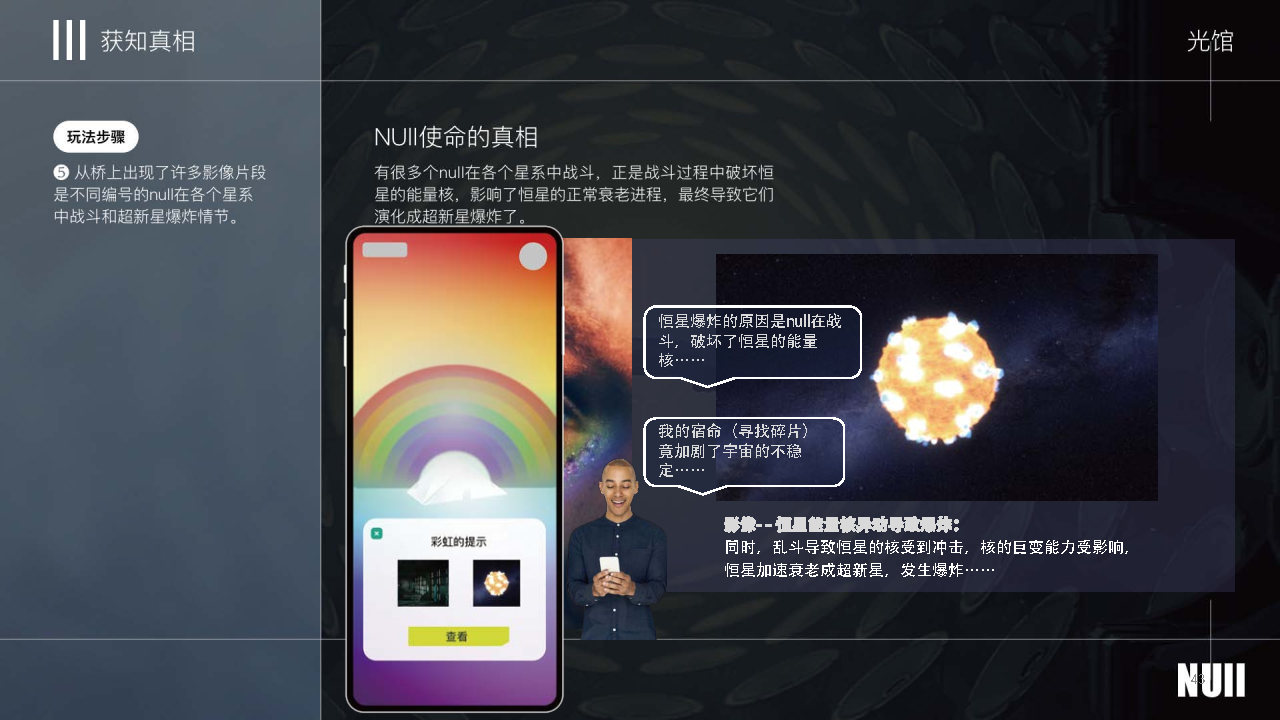 获知真相
光馆
玩法步骤
❺ 从桥上出现了许多影像片段
是不同编号的null在各个星系
中战斗和超新星爆炸情节。
NUII使命的真相
有很多个null在各个星系中战斗，正是战斗过程中破坏恒
星的能量核，影响了恒星的正常衰老进程，最终导致它们
演化成超新星爆炸了。
恒星爆炸的原因是null在战
斗，破坏了恒星的能量
核……
我的宿命（寻找碎片）
竟加剧了宇宙的不稳
定……
彩虹的提示
查看
影像--恒星能量核异动导致爆炸：
同时，乱斗导致恒星的核受到冲击，核的巨变能力受影响，
恒星加速衰老成超新星，发生爆炸……
NUII